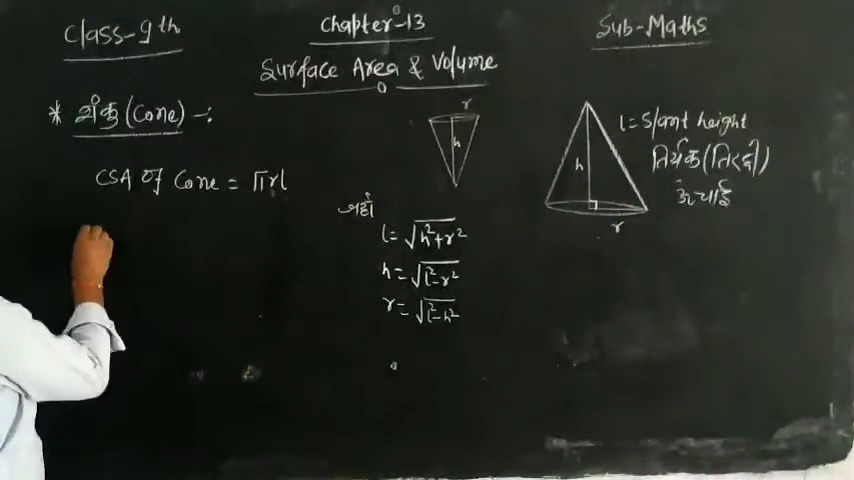 Class-9th
Chapter-13
Sub-Maths
Surface Area & Volume
* शंकु (Cone) -:
CSA Of Cone = πrl
r
h
जहाँ
l = √h²+r²
h = √l²-r²
r = √l²-h²
h
r
l = Slant height
तिर्यक (तिरछी)
ऊंचाई